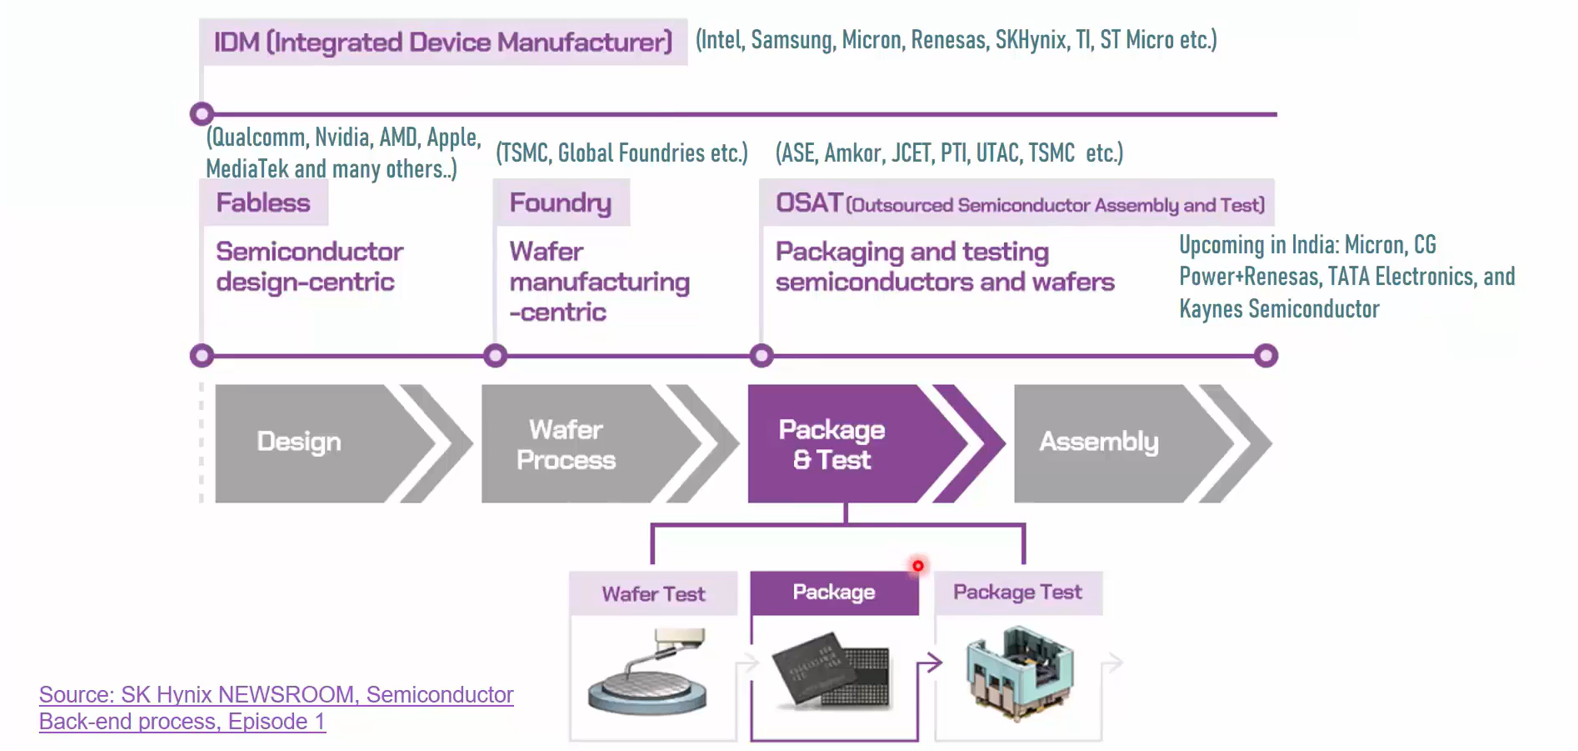 IDM (Integrated Device Manufacturer)
(Intel, Samsung, Micron, Renesas, SKHynix, TI, ST Micro etc.)
(Qualcomm, Nvidia, AMD, Apple,
MediaTek and many others..)
(TSMC, Global Foundries etc.)
(ASE, Amkor, JCET, PTI, UTAC, TSMC etc.)
Fabless
Semiconductor
design-centric
Foundry
Wafer
manufacturing
-centric
OSAT (Outsourced Semiconductor Assembly and Test)
Packaging and testing
semiconductors and wafers
Upcoming in India: Micron, CG
Power+Renesas, TATA Electronics, and
Kaynes Semiconductor
Design
Wafer
Process
Package
& Test
Assembly
Wafer Test
Package
Package Test
Source: SK Hynix NEWSROOM, Semiconductor
Back-end process, Episode 1